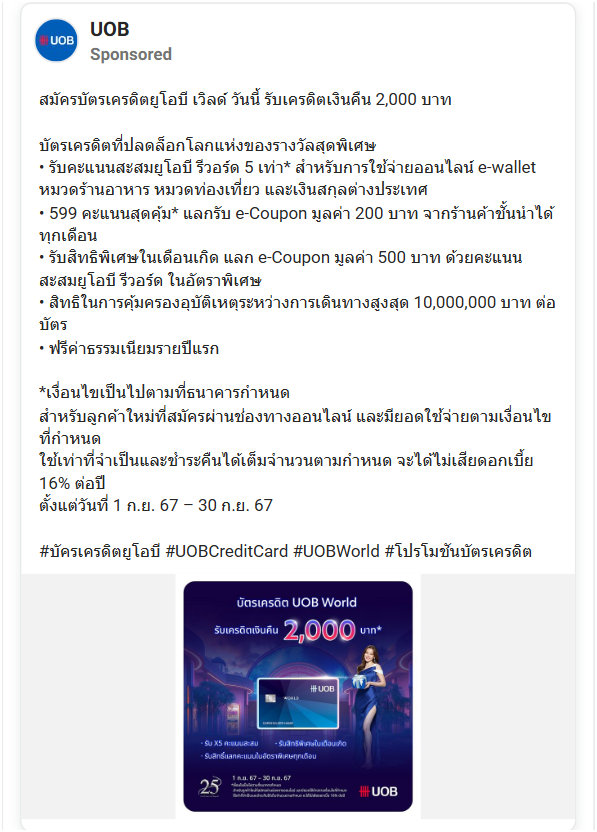 UOB
UOB
Sponsored
สมัครบัตรเครดิตยูโอบี เวิลด์ วันนี้ รับเครดิตเงินคืน 2,000 บาท
บัตรเครดิตที่ปลดล็อกโลกแห่งของรางวัลสุดพิเศษ
• รับคะแนนสะสมยูโอบี รีวอร์ด 5 เท่า* สำหรับการใช้จ่ายออนไลน์ e-wallet
หมวดร้านอาหาร หมวดท่องเที่ยว และเงินสกุลต่างประเทศ
• 599 คะแนนสุดคุ้ม* แลกรับ e-Coupon มูลค่า 200 บาท จากร้านค้าชั้นนำได้
ทุกเดือน
• รับสิทธิพิเศษในเดือนเกิด แลก e-Coupon มูลค่า 500 บาท ด้วยคะแนน
สะสมยูโอบี รีวอร์ด ในอัตราพิเศษ
• สิทธิในการคุ้มครองอุบัติเหตุระหว่างการเดินทางสูงสุด 10,000,000 บาท ต่อ
บัตร
• ฟรีค่าธรรมเนียมรายปีแรก
*เงื่อนไขเป็นไปตามที่ธนาคารกำหนด
สำหรับลูกค้าใหม่ที่สมัครผ่านช่องทางออนไลน์ และมียอดใช้จ่ายตามเงื่อนไข
ที่กำหนด
ใช้เท่าที่จำเป็นและชำระคืนได้เต็มจำนวนตามกำหนด จะได้ไม่เสียดอกเบี้ย
16% ต่อปี
ตั้งแต่วันที่ 1 ก.ย. 67 – 30 ก.ย. 67
#บัครเครดิตยูโอบี #UOBCreditCard #UOBWorld #โปรโมชันบัตรเครดิต
บัตรเครดิต UOB World
รับเครดิตเงินคืน 2,000 บาท*
UOB
WORLD
· รับ X5 คะแนนสะสม · รับสิทธิพิเศษในเดือนเกิด
· รับสิทธิ์แลกคะแนนในอัตราพิเศษทุกเดือน
25
1 ก.ย. 67 – 30 ก.ย. 67
UOB